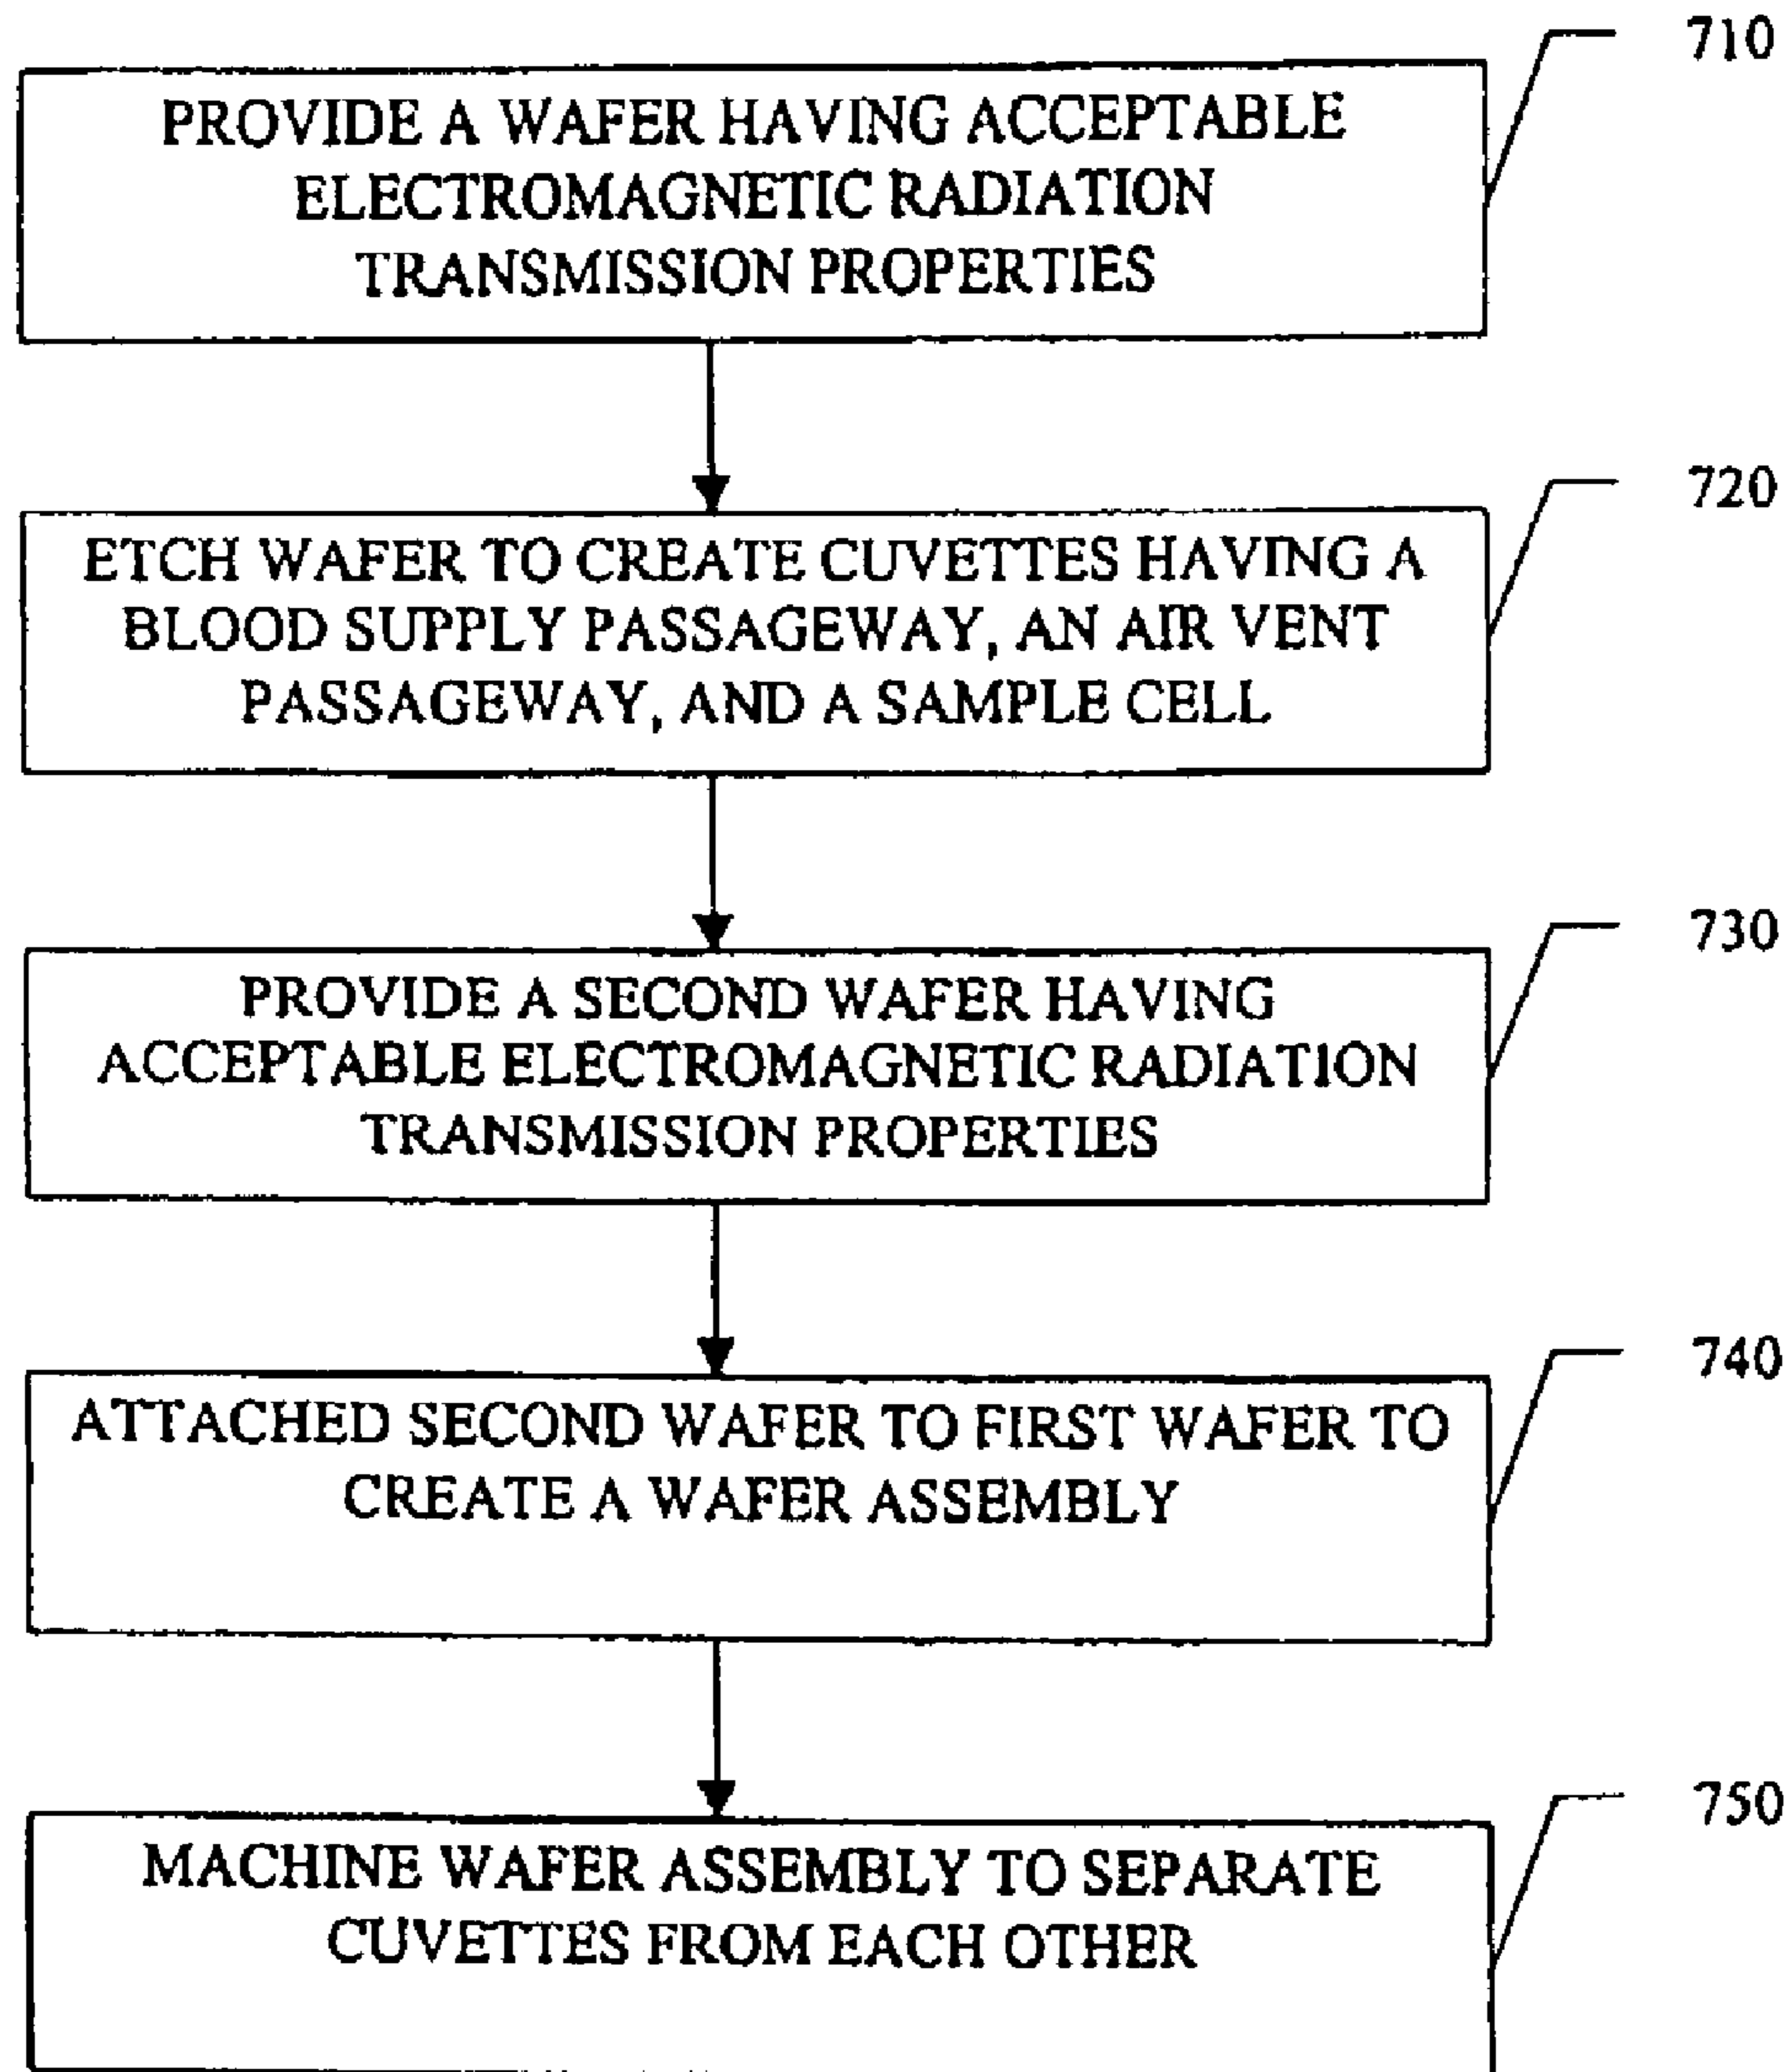 710
PROVIDE A WAFER HAVING ACCEPTABLE
ELECTROMAGNETIC RADIATION
TRANSMISSION PROPERTIES
720
ETCH WAFER TO CREATE CUVETTES HAVING A
BLOOD SUPPLY PASSAGEWAY, AN AIR VENT
PASSAGEWAY, AND A SAMPLE CELL
730
PROVIDE A SECOND WAFER HAVING
ACCEPTABLE ELECTROMAGNETIC RADIATION
TRANSMISSION PROPERTIES
740
ATTACHED SECOND WAFER TO FIRST WAFER TO
CREATE A WAFER ASSEMBLY
750
MACHINE WAFER ASSEMBLY TO SEPARATE
CUVETTES FROM EACH OTHER